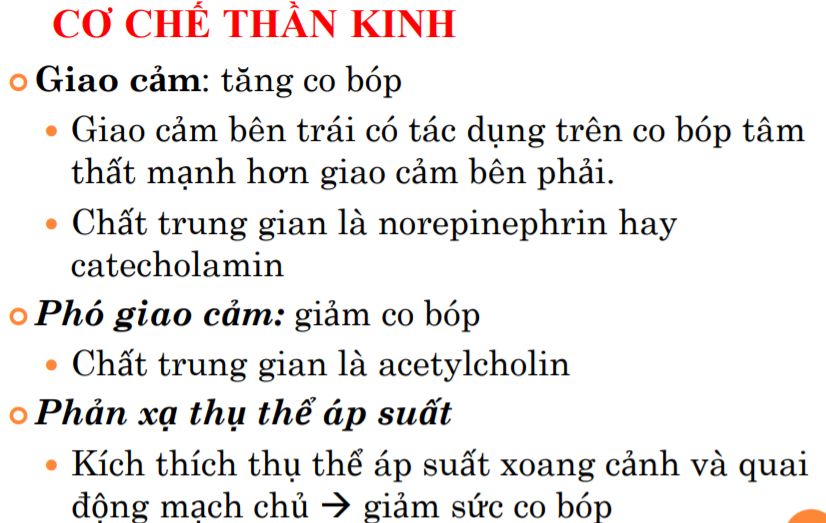 CƠ CHẾ THẦN KINH
Giao cảm: tăng co bóp
Giao cảm bên trái có tác dụng trên co bóp tâm
thất mạnh hơn giao cảm bên phải.
Chất trung gian là norepinephrin hay
catecholamin
Phó giao cảm: giảm co bóp
Chất trung gian là acetylcholin
Phản xạ thụ thể áp suất
Kích thích thụ thể áp suất xoang cảnh và quai
động mạch chủ → giảm sức co bóp